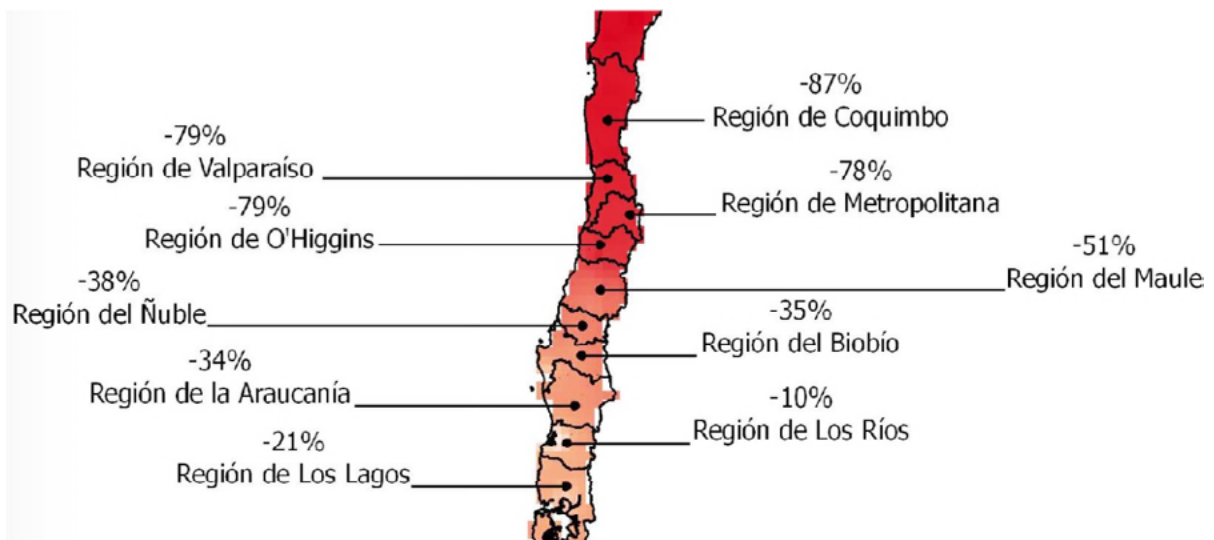 -87%
Región de Coquimbo
-79%
Región de Valparaíso
-78%
Región de Metropolitana
-79%
Región de O'Higgins
-51%
Región del Maule
-38%
Región del Ñuble
-35%
Región del Biobío
-34%
Región de la Araucanía
-10%
Región de Los Ríos
-21%
Región de Los Lagos